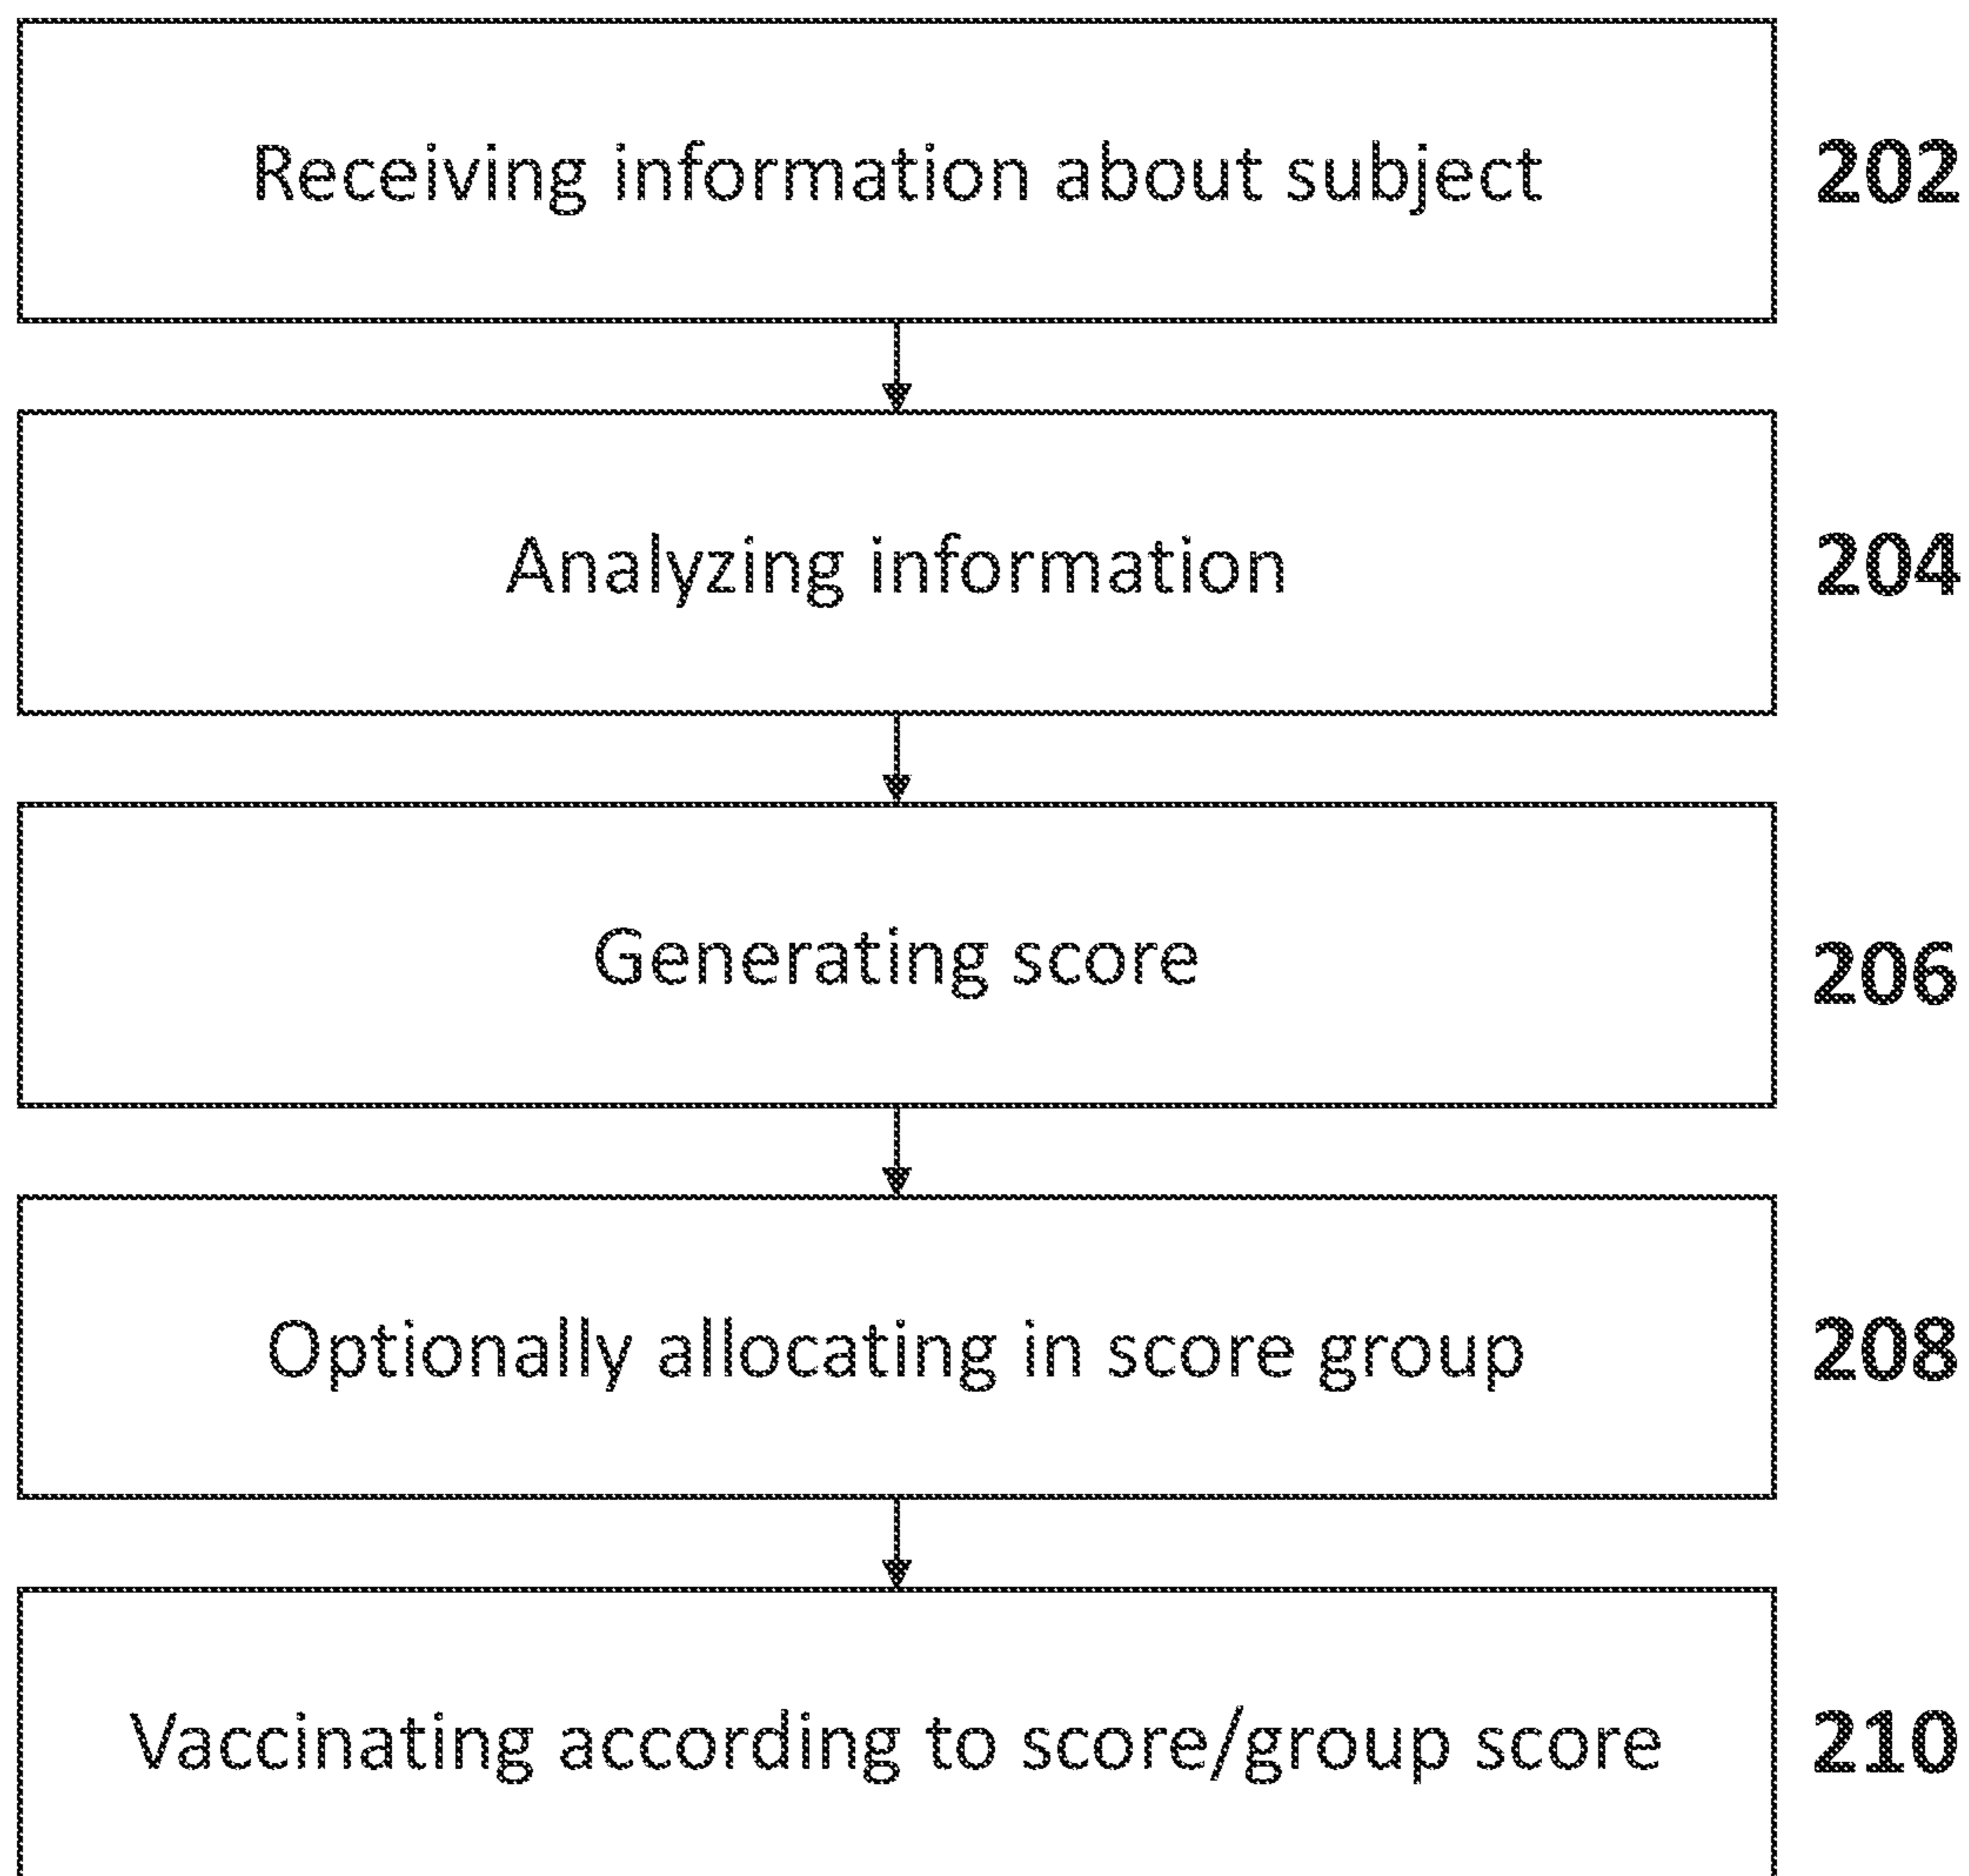 Receiving information about subject 202
Analyzing information 204
Generating score 206
Optionally allocating in score group 208
Vaccinating according to score/group score 210